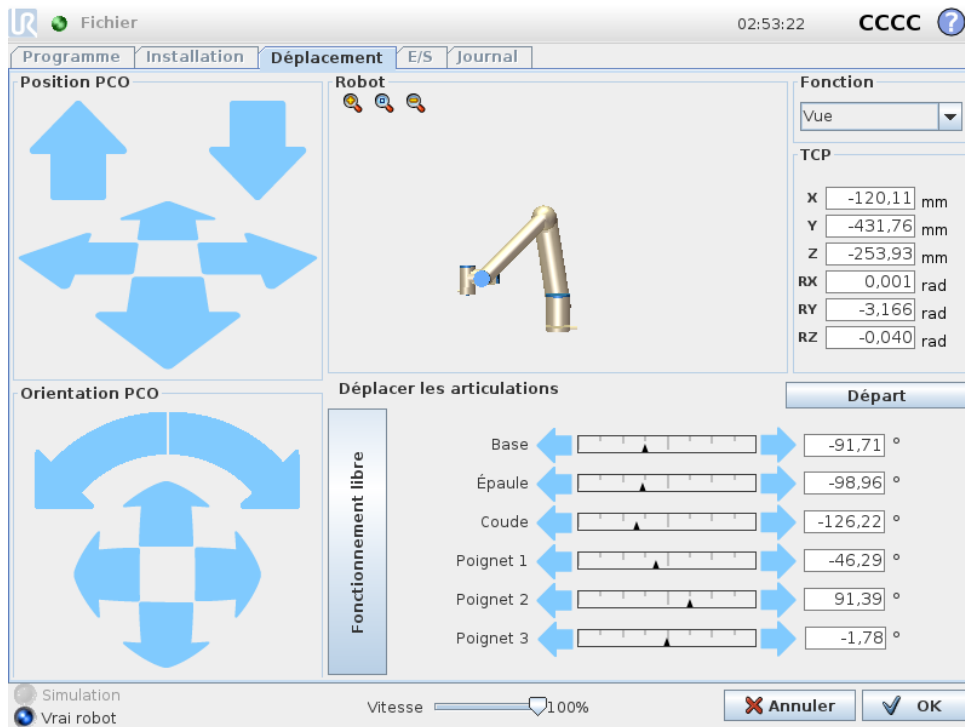 UR Fichier 02:53:22 CCCC ?
Programme Installation Déplacement E/S Journal
Position PCO
Robot
Fonction
Vue
TCP
X -120,11 mm
Y -431,76 mm
Z -253,93 mm
RX 0,001 rad
RY -3,166 rad
RZ -0,040 rad
Orientation PCO
Déplacer les articulations
Départ
Fonctionnement libre
Base -91,71 °
Épaule -98,96 °
Coude -126,22 °
Poignet 1 -46,29 °
Poignet 2 91,39 °
Poignet 3 -1,78 °
Simulation
Vrai robot
Vitesse 100%
Annuler
OK